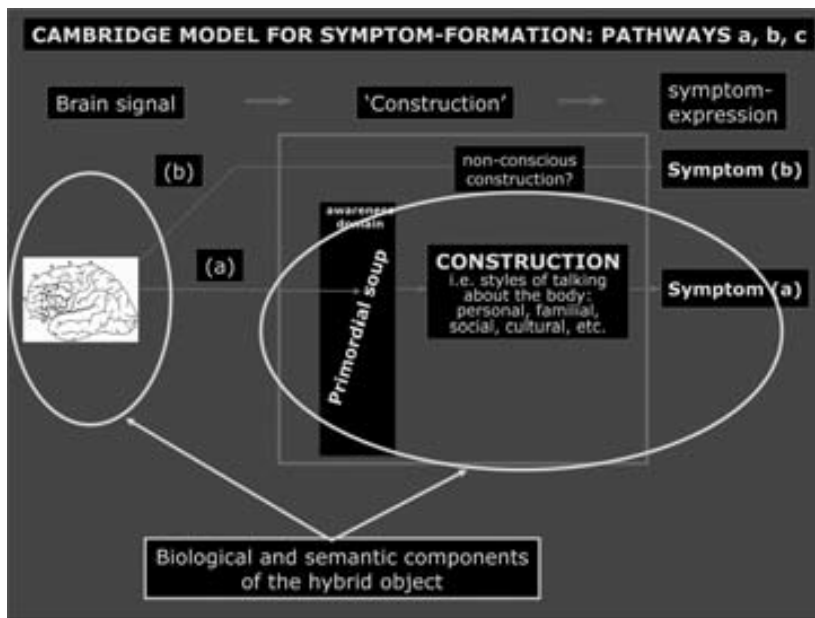 CAMBRIDGE MODEL FOR SYMPTOM-FORMATION: PATHWAYS a, b, c
Brain signal
'Construction'
symptom-
expression
(b)
non-conscious
construction?
Symptom (b)
awareness
domain
(a)
Primordial soup
CONSTRUCTION
i.e. styles of talking
about the body:
personal, familial,
social, cultural, etc.
Symptom (a)
Biological and semantic components
of the hybrid object